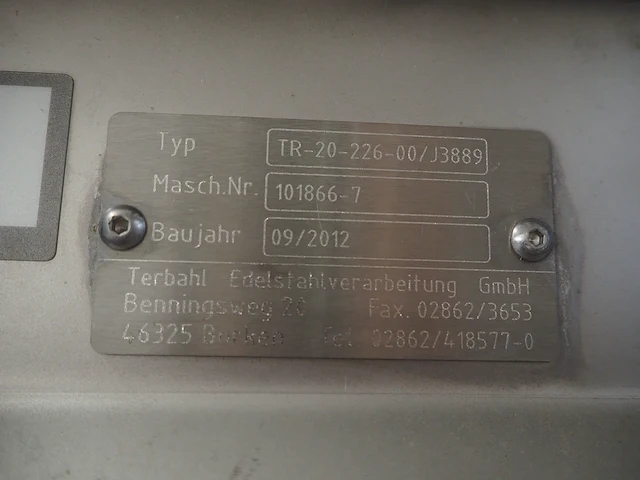 Typ TR-20-226-00/J3889
Masch.Nr. 101866-7
Baujahr 09/2012
Terbahl Edelstahlverarbeitung GmbH
Benningsweg 20 Fax. 02862/3653
46325 Borken Tel 02862/418577-0